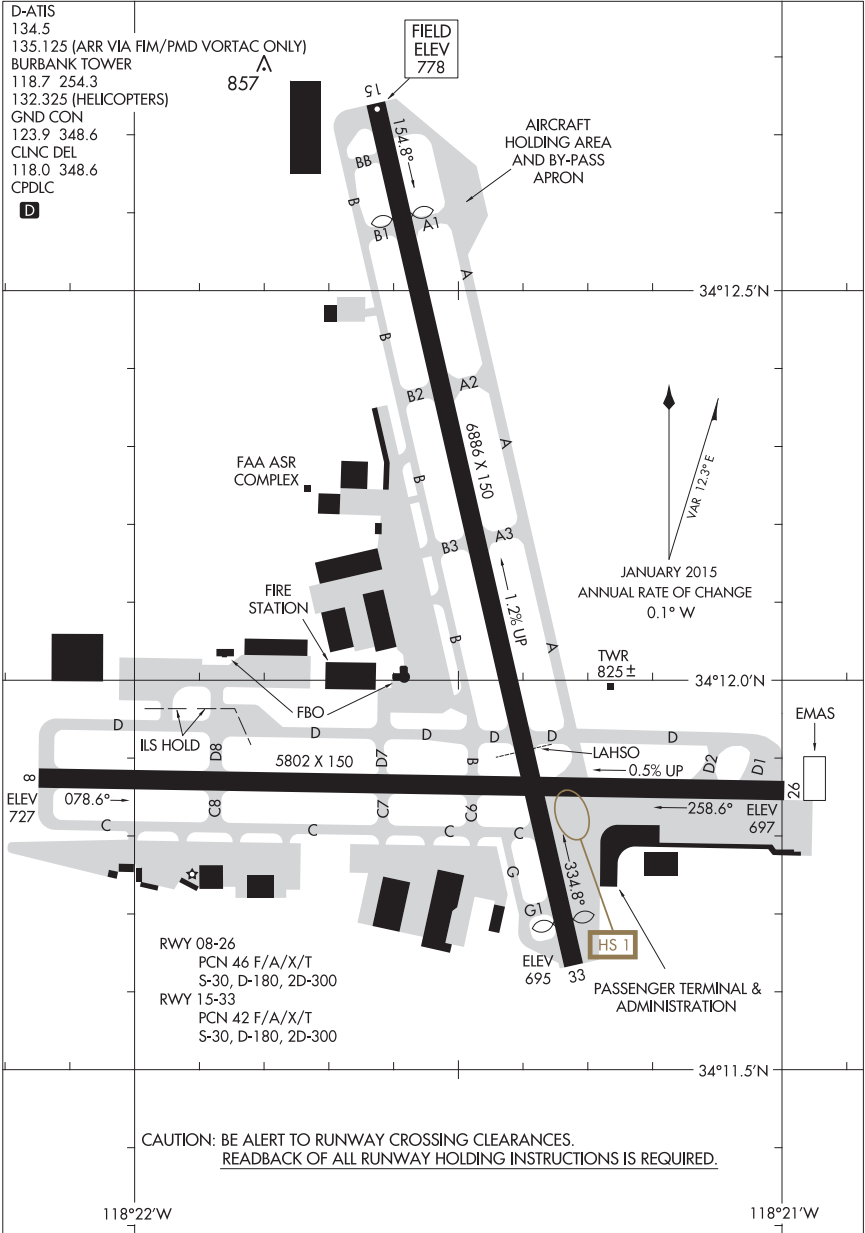 D-ATIS
134.5
135.125 (ARR VIA FIM/PMD VORTAC ONLY)
BURBANK TOWER
118.7 254.3
132.325 (HELICOPTERS)
GND CON
123.9 348.6
CLNC DEL
118.0 348.6
CPDLC
D
857
FIELD
ELEV
778
15
154.8°
AIRCRAFT
HOLDING AREA
AND BY-PASS
APRON
BB
B
B1
A1
A
34°12.5'N
B
B2
A2
6886 X 150
A
VAR 12.3° E
FAA ASR
COMPLEX
B
B3
A3
JANUARY 2015
ANNUAL RATE OF CHANGE
0.1° W
1.2% UP
FIRE
STATION
B
A
TWR
825 ±
34°12.0'N
FBO
EMAS
ILS HOLD
D
D
D
D
D
D
D8
5802 X 150
D7
B
LAHSO
D2
D1
0.5% UP
8
26
ELEV
727
078.6°
258.6°
ELEV
697
C8
C7
C6
C
C
C
G
334.8°
G1
HS 1
ELEV
695
33
RWY 08-26
PCN 46 F/A/X/T
S-30, D-180, 2D-300
RWY 15-33
PCN 42 F/A/X/T
S-30, D-180, 2D-300
PASSENGER TERMINAL &
ADMINISTRATION
34°11.5'N
CAUTION: BE ALERT TO RUNWAY CROSSING CLEARANCES.
READBACK OF ALL RUNWAY HOLDING INSTRUCTIONS IS REQUIRED.
118°22'W
118°21'W